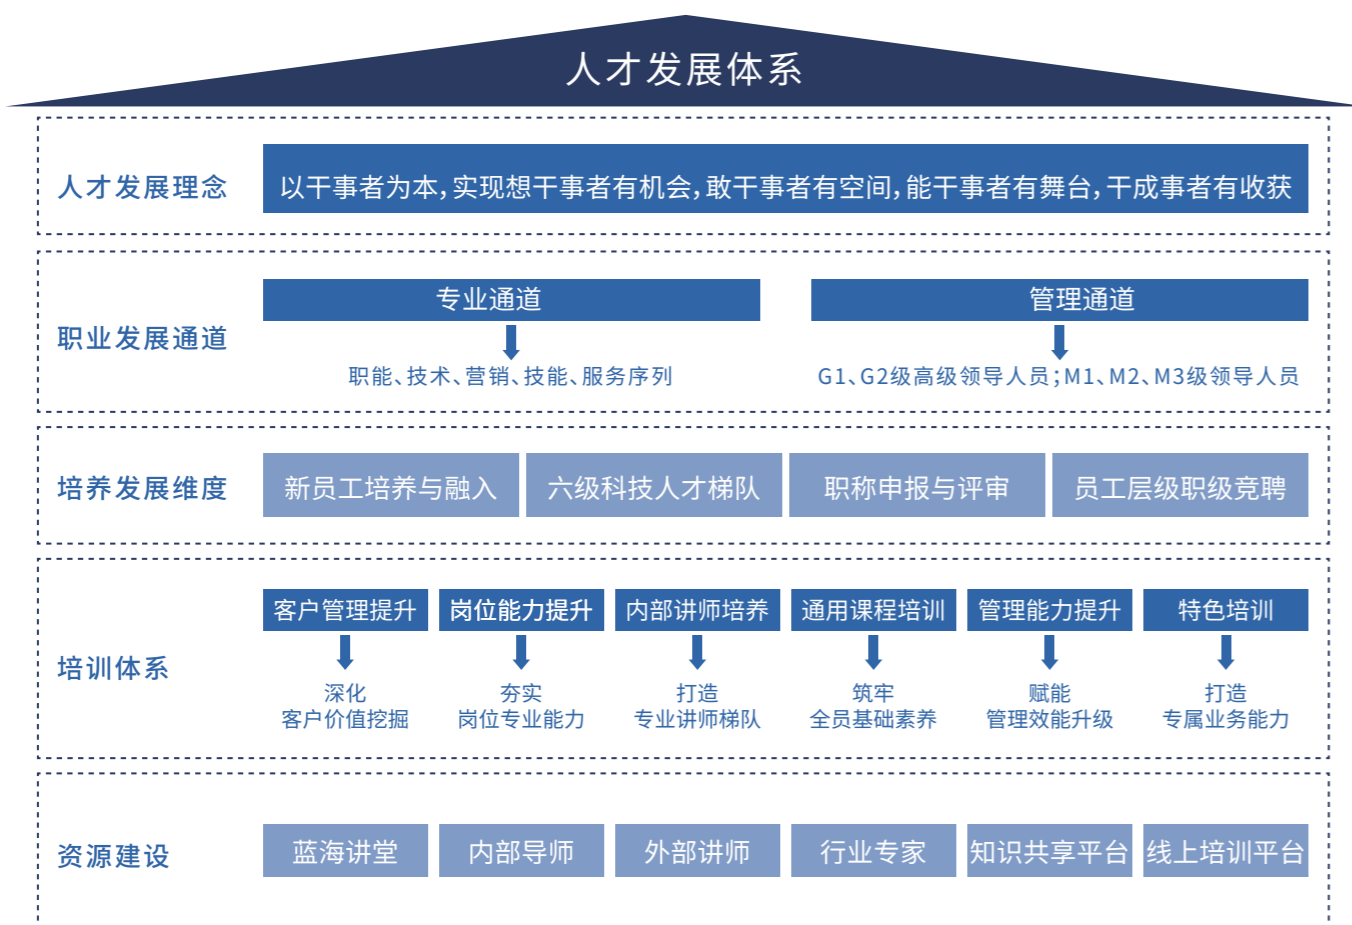 人才发展体系
人才发展理念
以干事者为本，实现想干事者有机会，敢干事者有空间，能干事者有舞台，干成事者有收获
职业发展通道
专业通道
管理通道
职能、技术、营销、技能、服务序列
G1、G2级高级领导人员；M1、M2、M3级领导人员
培养发展维度
新员工培养与融入
六级科技人才梯队
职称申报与评审
员工层级职级竞聘
培训体系
客户管理提升
岗位能力提升
内部讲师培养
通用课程培训
管理能力提升
特色培训
深化
客户价值挖掘
夯实
岗位专业能力
打造
专业讲师梯队
筑牢
全员基础素养
赋能
管理效能升级
打造
专属业务能力
资源建设
蓝海讲堂
内部导师
外部讲师
行业专家
知识共享平台
线上培训平台